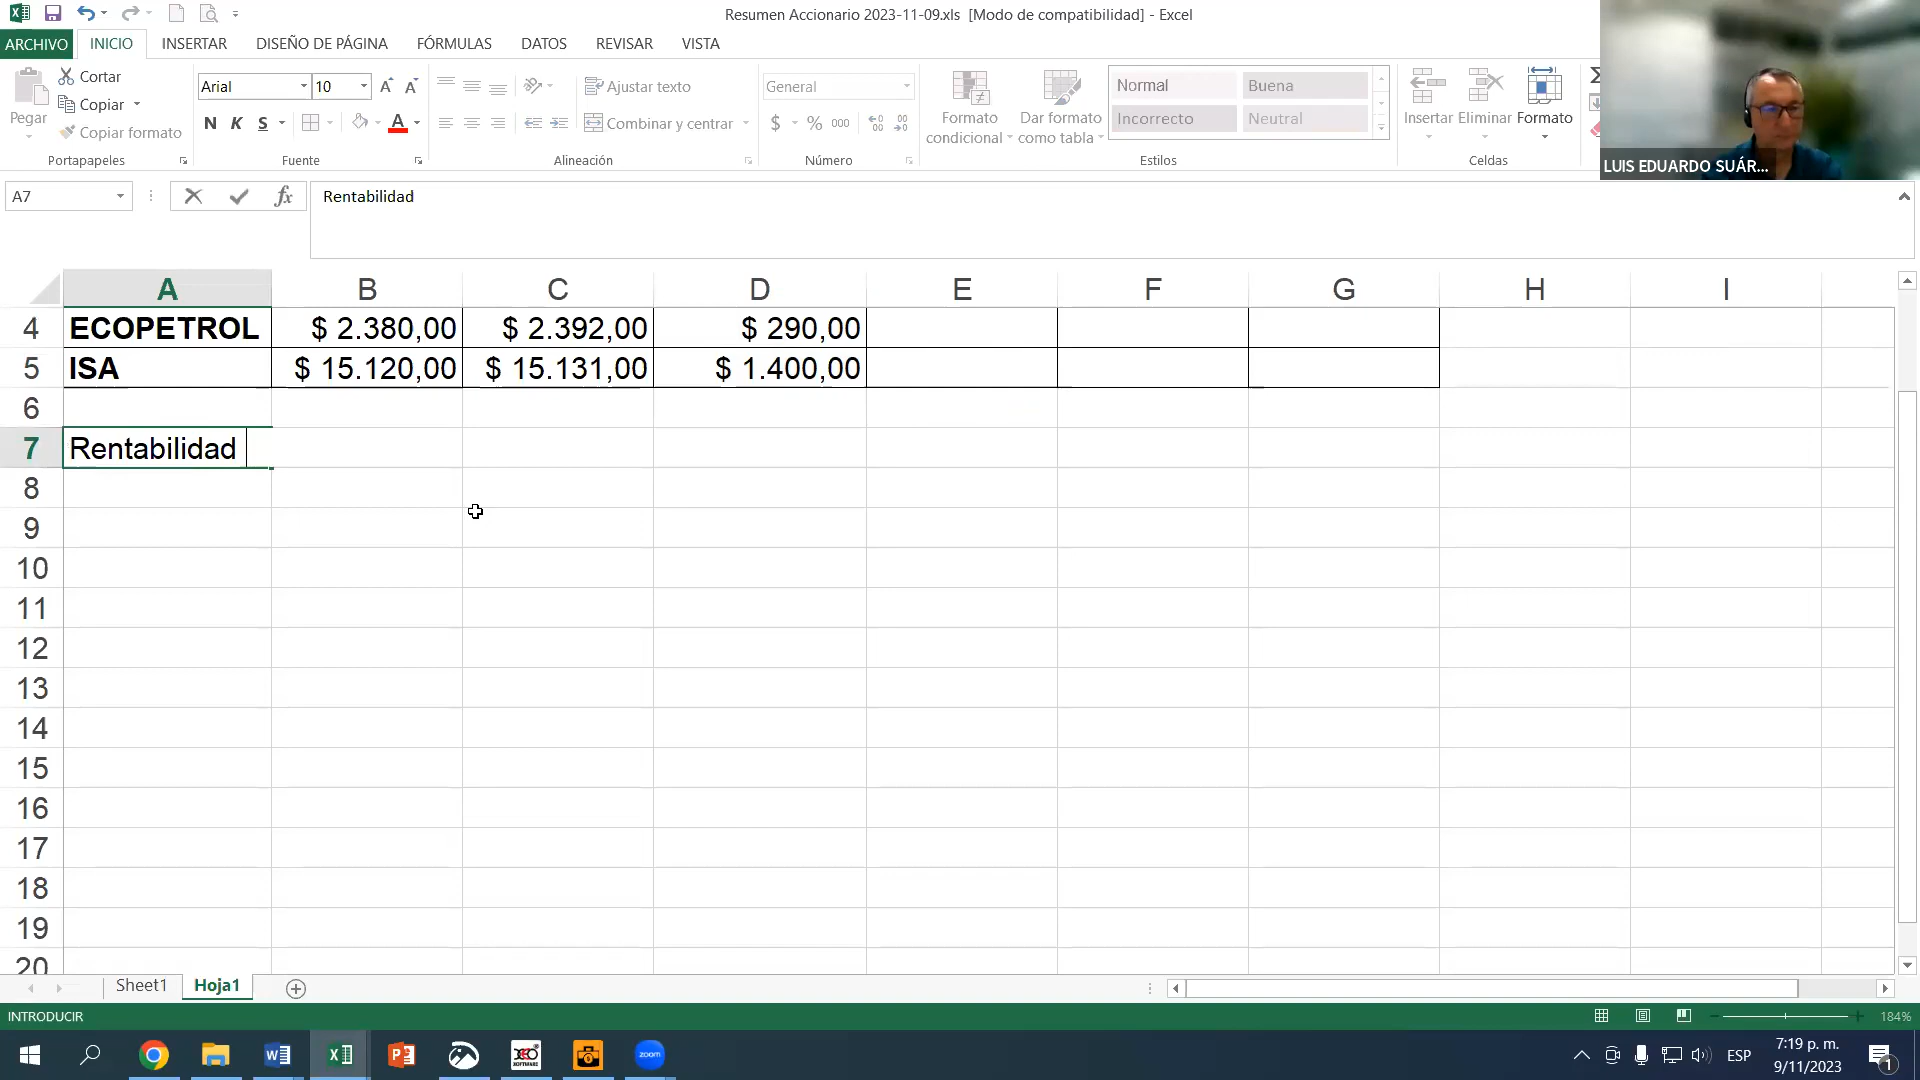 Resumen Accionario 2023-11-09.xls [Modo de compatibilidad] - Excel
ARCHIVO INICIO INSERTAR DISEÑO DE PÁGINA FÓRMULAS DATOS REVISAR VISTA
Pegar
Cortar
Copiar
Copiar formato
Portapapeles
Arial 10
N K S
Fuente
Ajustar texto
Combinar y centrar
Alineación
General
$ % 000
Número
Formato condicional
Dar formato como tabla
Normal Buena
Incorrecto Neutral
Estilos
Insertar Eliminar Formato
Celdas
LUIS EDUARDO SUÁR...
A7 fx Rentabilidad
A B C D E F G H I
4 ECOPETROL $ 2.380,00 $ 2.392,00 $ 290,00
5 ISA $ 15.120,00 $ 15.131,00 $ 1.400,00
6
7 Rentabilidad
8
9
10
11
12
13
14
15
16
17
18
19
20
Sheet1 Hoja1
INTRODUCIR 184%
zoom
ESP
7:19 p. m.
9/11/2023
1